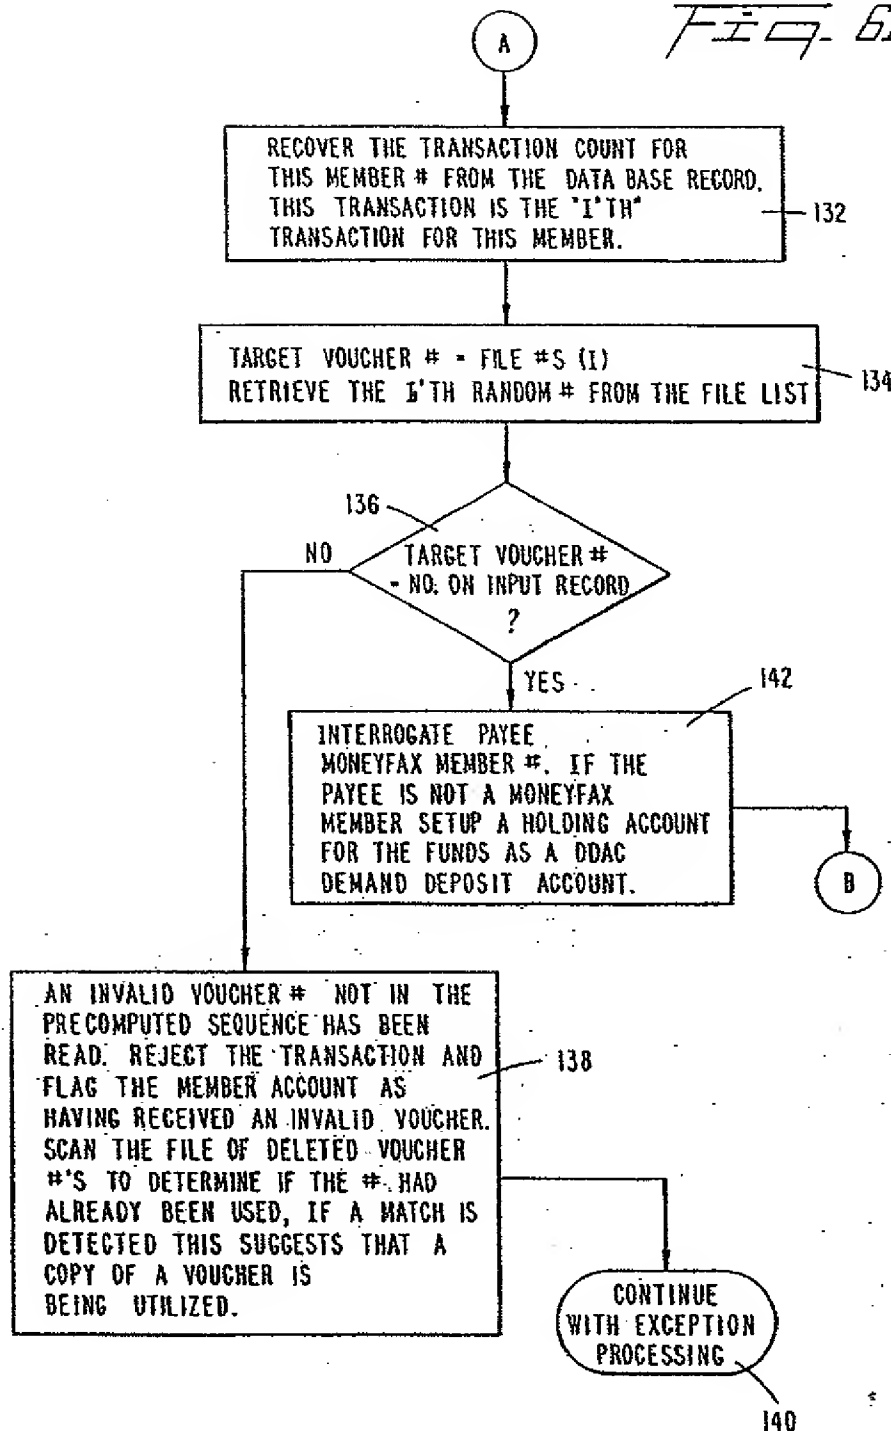 Fig. 6
A
RECOVER THE TRANSACTION COUNT FOR
THIS MEMBER # FROM THE DATA BASE RECORD.
THIS TRANSACTION IS THE "I'TH"
TRANSACTION FOR THIS MEMBER.
132
TARGET VOUCHER # = FILE #S (I)
RETRIEVE THE I'TH RANDOM # FROM THE FILE LIST
134
136
NO
TARGET VOUCHER #
= NO. ON INPUT RECORD
?
YES
142
INTERROGATE PAYEE
MONEYFAX MEMBER #. IF THE
PAYEE IS NOT A MONEYFAX
MEMBER SETUP A HOLDING ACCOUNT
FOR THE FUNDS AS A DDAC
DEMAND DEPOSIT ACCOUNT.
B
AN INVALID VOUCHER # NOT IN THE
PRECOMPUTED SEQUENCE HAS BEEN
READ. REJECT THE TRANSACTION AND
FLAG THE MEMBER ACCOUNT AS
HAVING RECEIVED AN INVALID VOUCHER.
SCAN THE FILE OF DELETED VOUCHER
#'S TO DETERMINE IF THE # HAD
ALREADY BEEN USED, IF A MATCH IS
DETECTED THIS SUGGESTS THAT A
COPY OF A VOUCHER IS
BEING UTILIZED.
138
CONTINUE
WITH EXCEPTION
PROCESSING
140